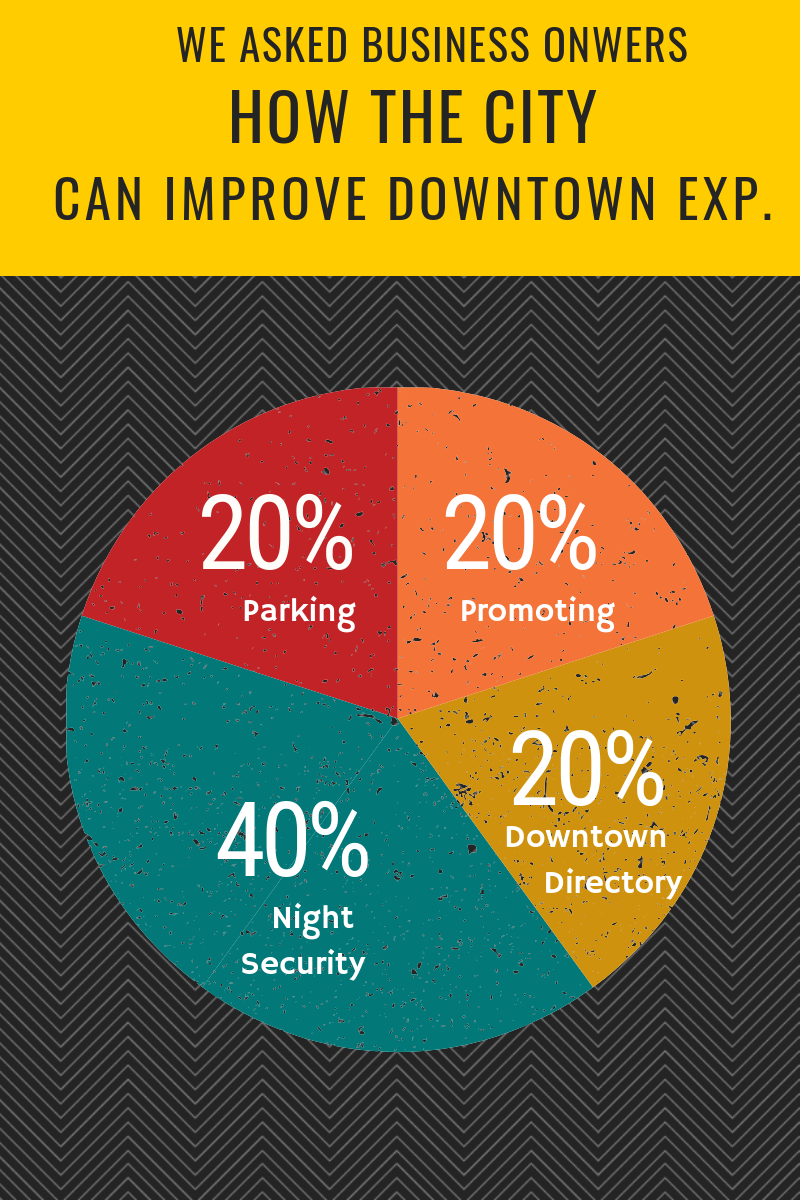 WE ASKED BUSINESS ONWERS
HOW THE CITY
CAN IMPROVE DOWNTOWN EXP.
20%
Parking
20%
Promoting
20%
Downtown
Directory
40%
Night
Security